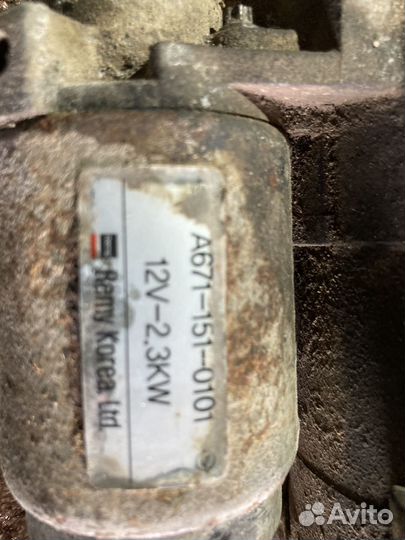 A671-151-0101
12V-2.3KW
Remy Korea Ltd
Avito